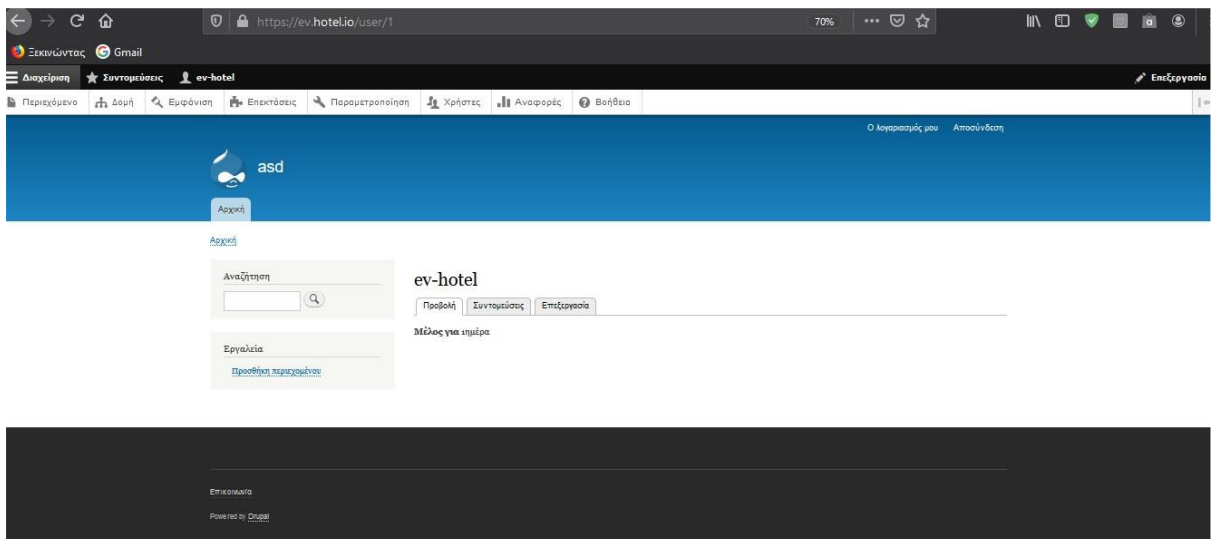 https://ev.hotel.io/user/1 70%
Ξεκινώντας Gmail
Διαχείριση Συντομεύσεις ev-hotel Επεξεργασία
Περιεχόμενο Δομή Εμφάνιση Επεκτάσεις Παραμετροποίηση Χρήστες Αναφορές Βοήθεια
Ο λογαριασμός μου Αποσύνδεση
asd
Αρχική
Αρχική
Αναζήτηση
ev-hotel
Προβολή Συντομεύσεις Επεξεργασία
Μέλος για 1ημέρα
Εργαλεία
Προσθήκη περιεχομένου
Επικοινωνία
Powered by Drupal